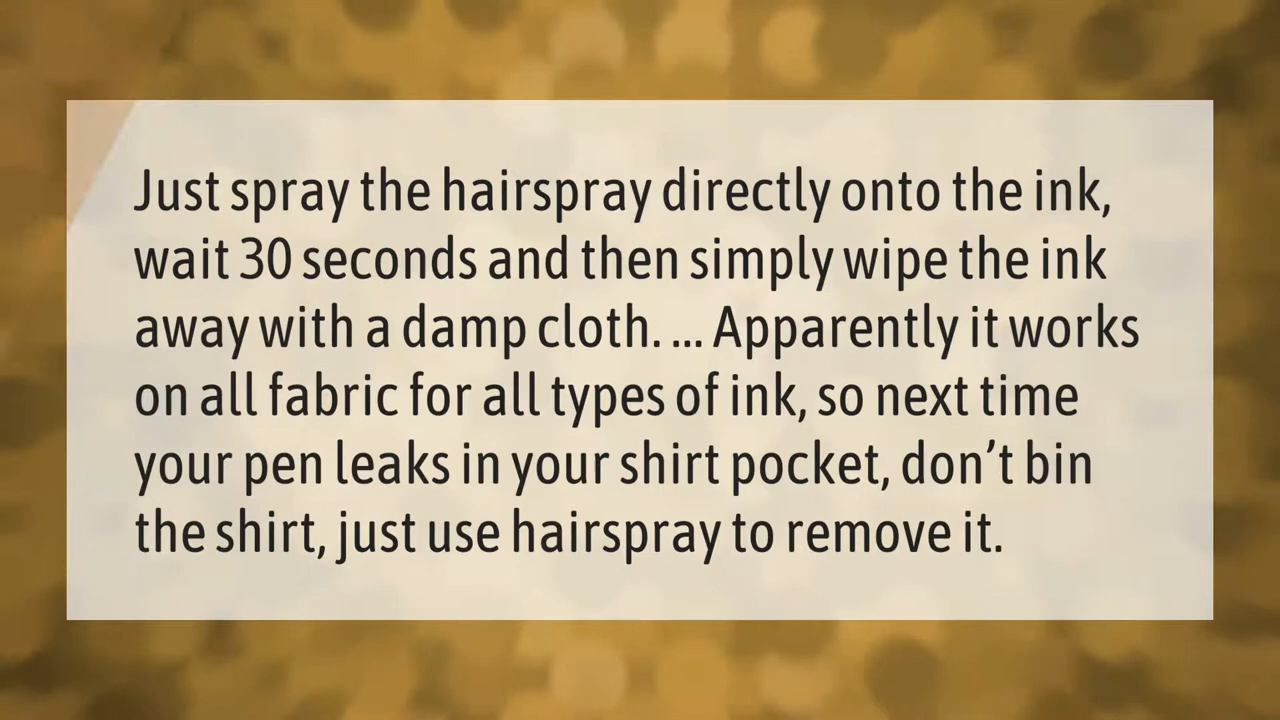 Just spray the hairspray directly onto the ink,
wait 30 seconds and then simply wipe the ink
away with a damp cloth. ... Apparently it works
on all fabric for all types of ink, so next time
your pen leaks in your shirt pocket, don’t bin
the shirt, just use hairspray to remove it.